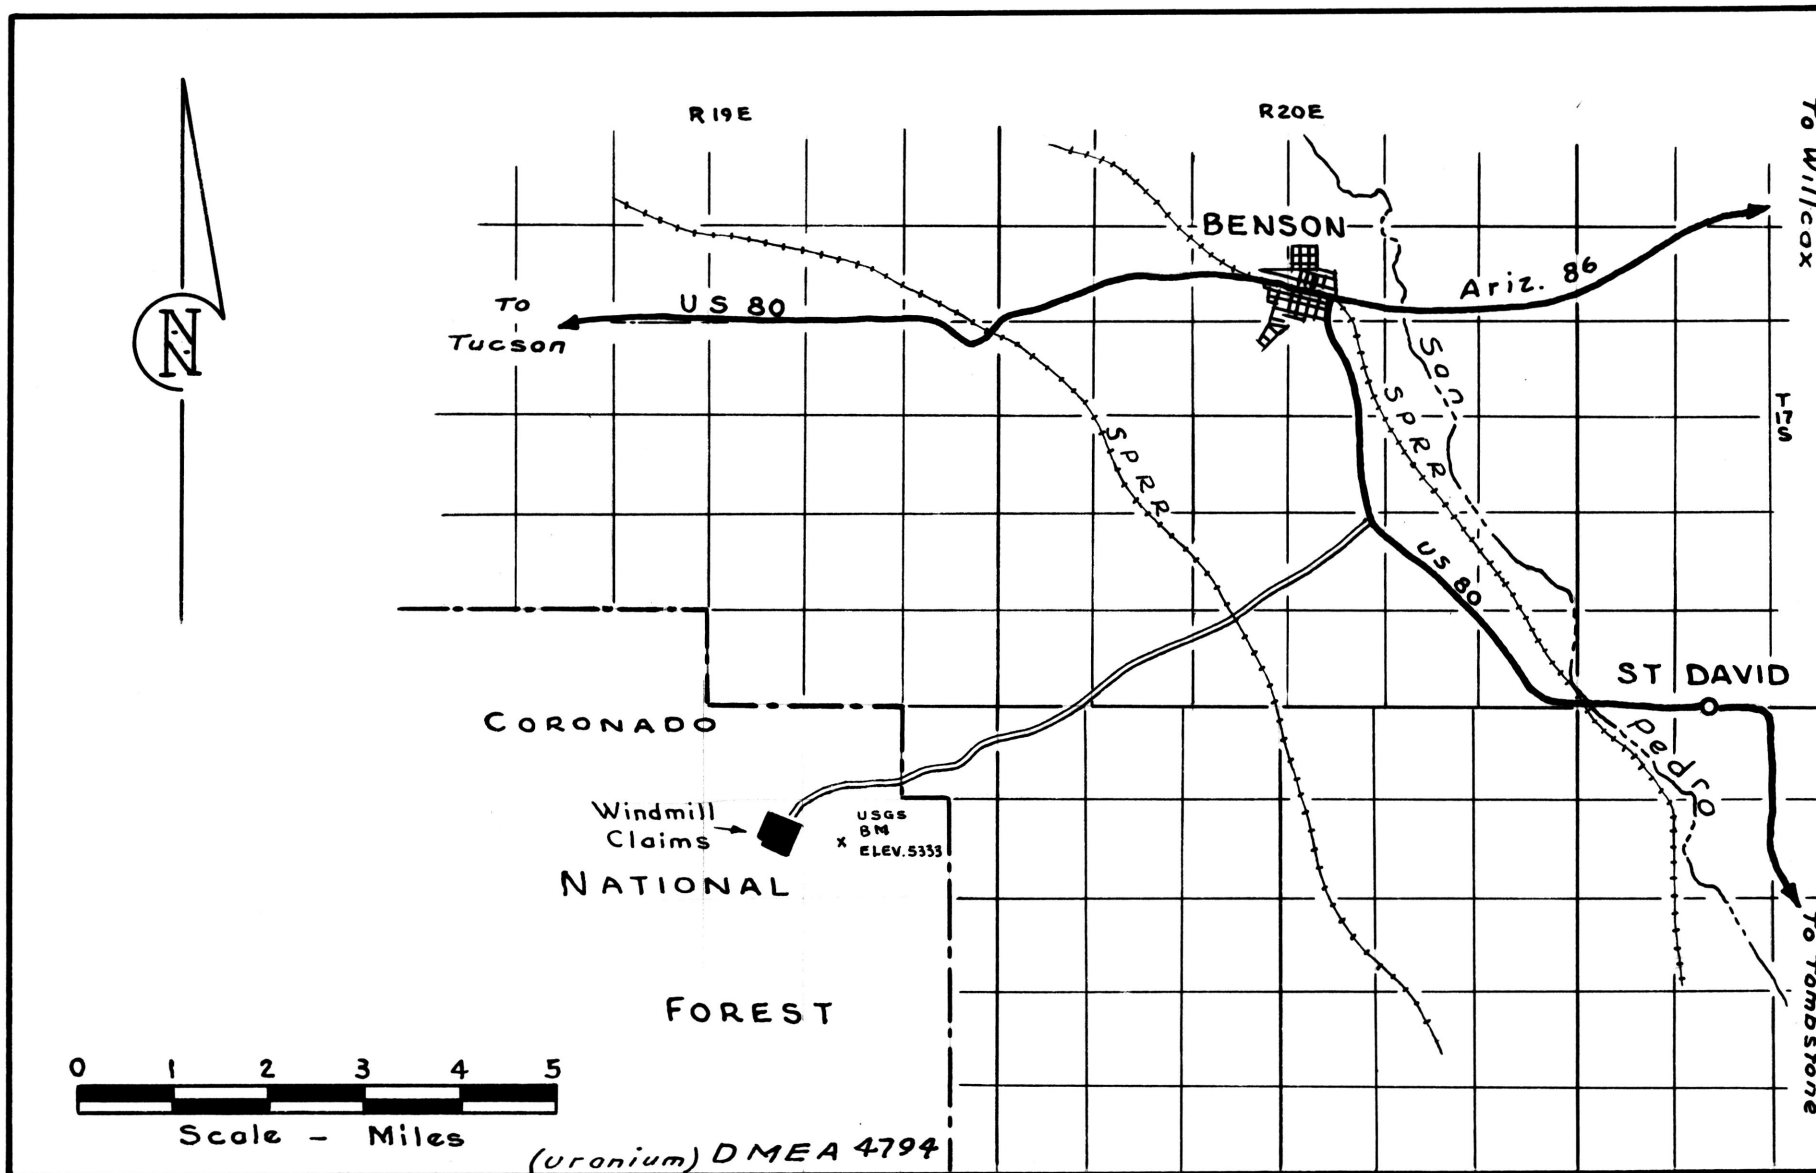 R 19 E
R 20 E
To Willcox
BENSON
Ariz. 86
US 80
To
Tucson
N
San
SPRR
T
17
S
SPRR
US 80
ST DAVID
Pedro
CORONADO
Windmill
Claims
USGS
BM
x ELEV. 5333
NATIONAL
FOREST
To Tombstone
0 1 2 3 4 5
Scale - Miles
(uranium) DMEA 4794